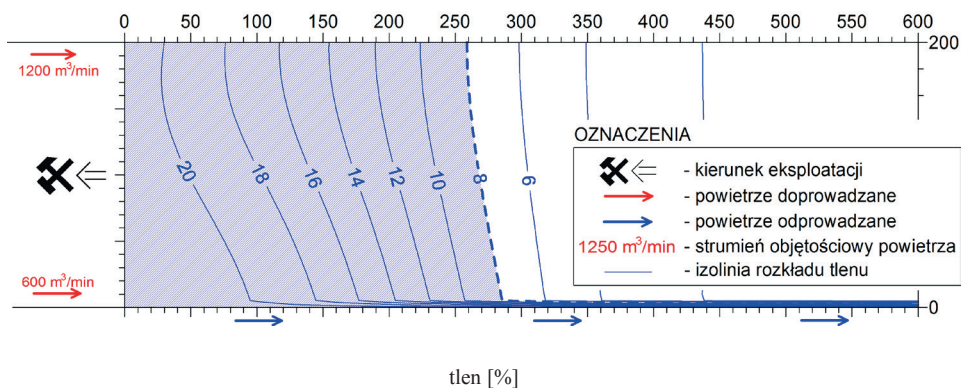 0 50 100 150 200 250 300 350 400 450 500 550 600
200
1200 m³/min
20 18 16 14 12 10 8 6
600 m³/min
0
OZNACZENIA
- kierunek eksploatacji
- powietrze doprowadzane
- powietrze odprowadzane
1250 m³/min - strumień objętościowy powietrza
- izolinia rozkładu tlenu
tlen [%]